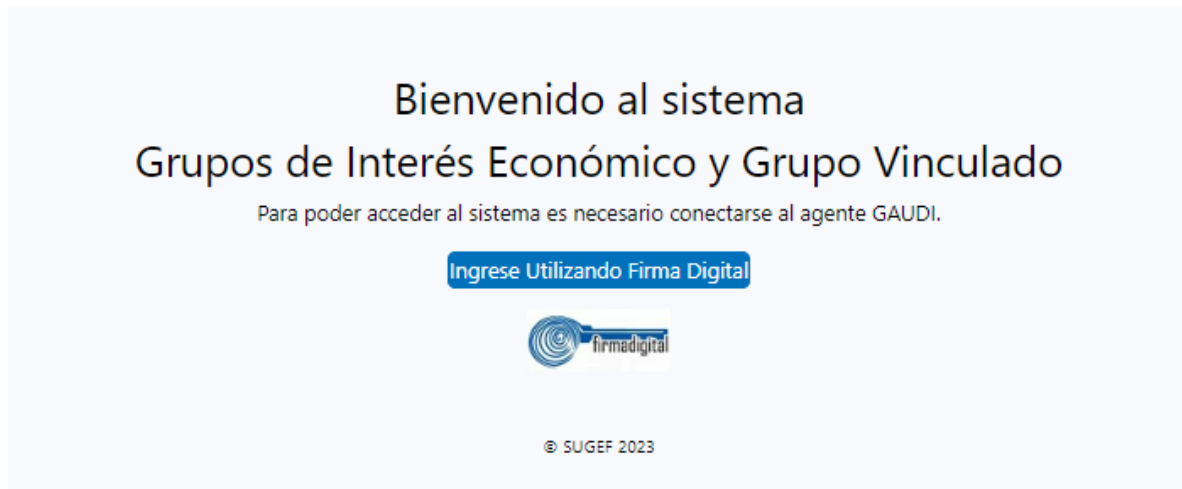 Bienvenido al sistema
Grupos de Interés Económico y Grupo Vinculado
Para poder acceder al sistema es necesario conectarse al agente GAUDI.
Ingrese Utilizando Firma Digital
firmadigital
© SUGEF 2023